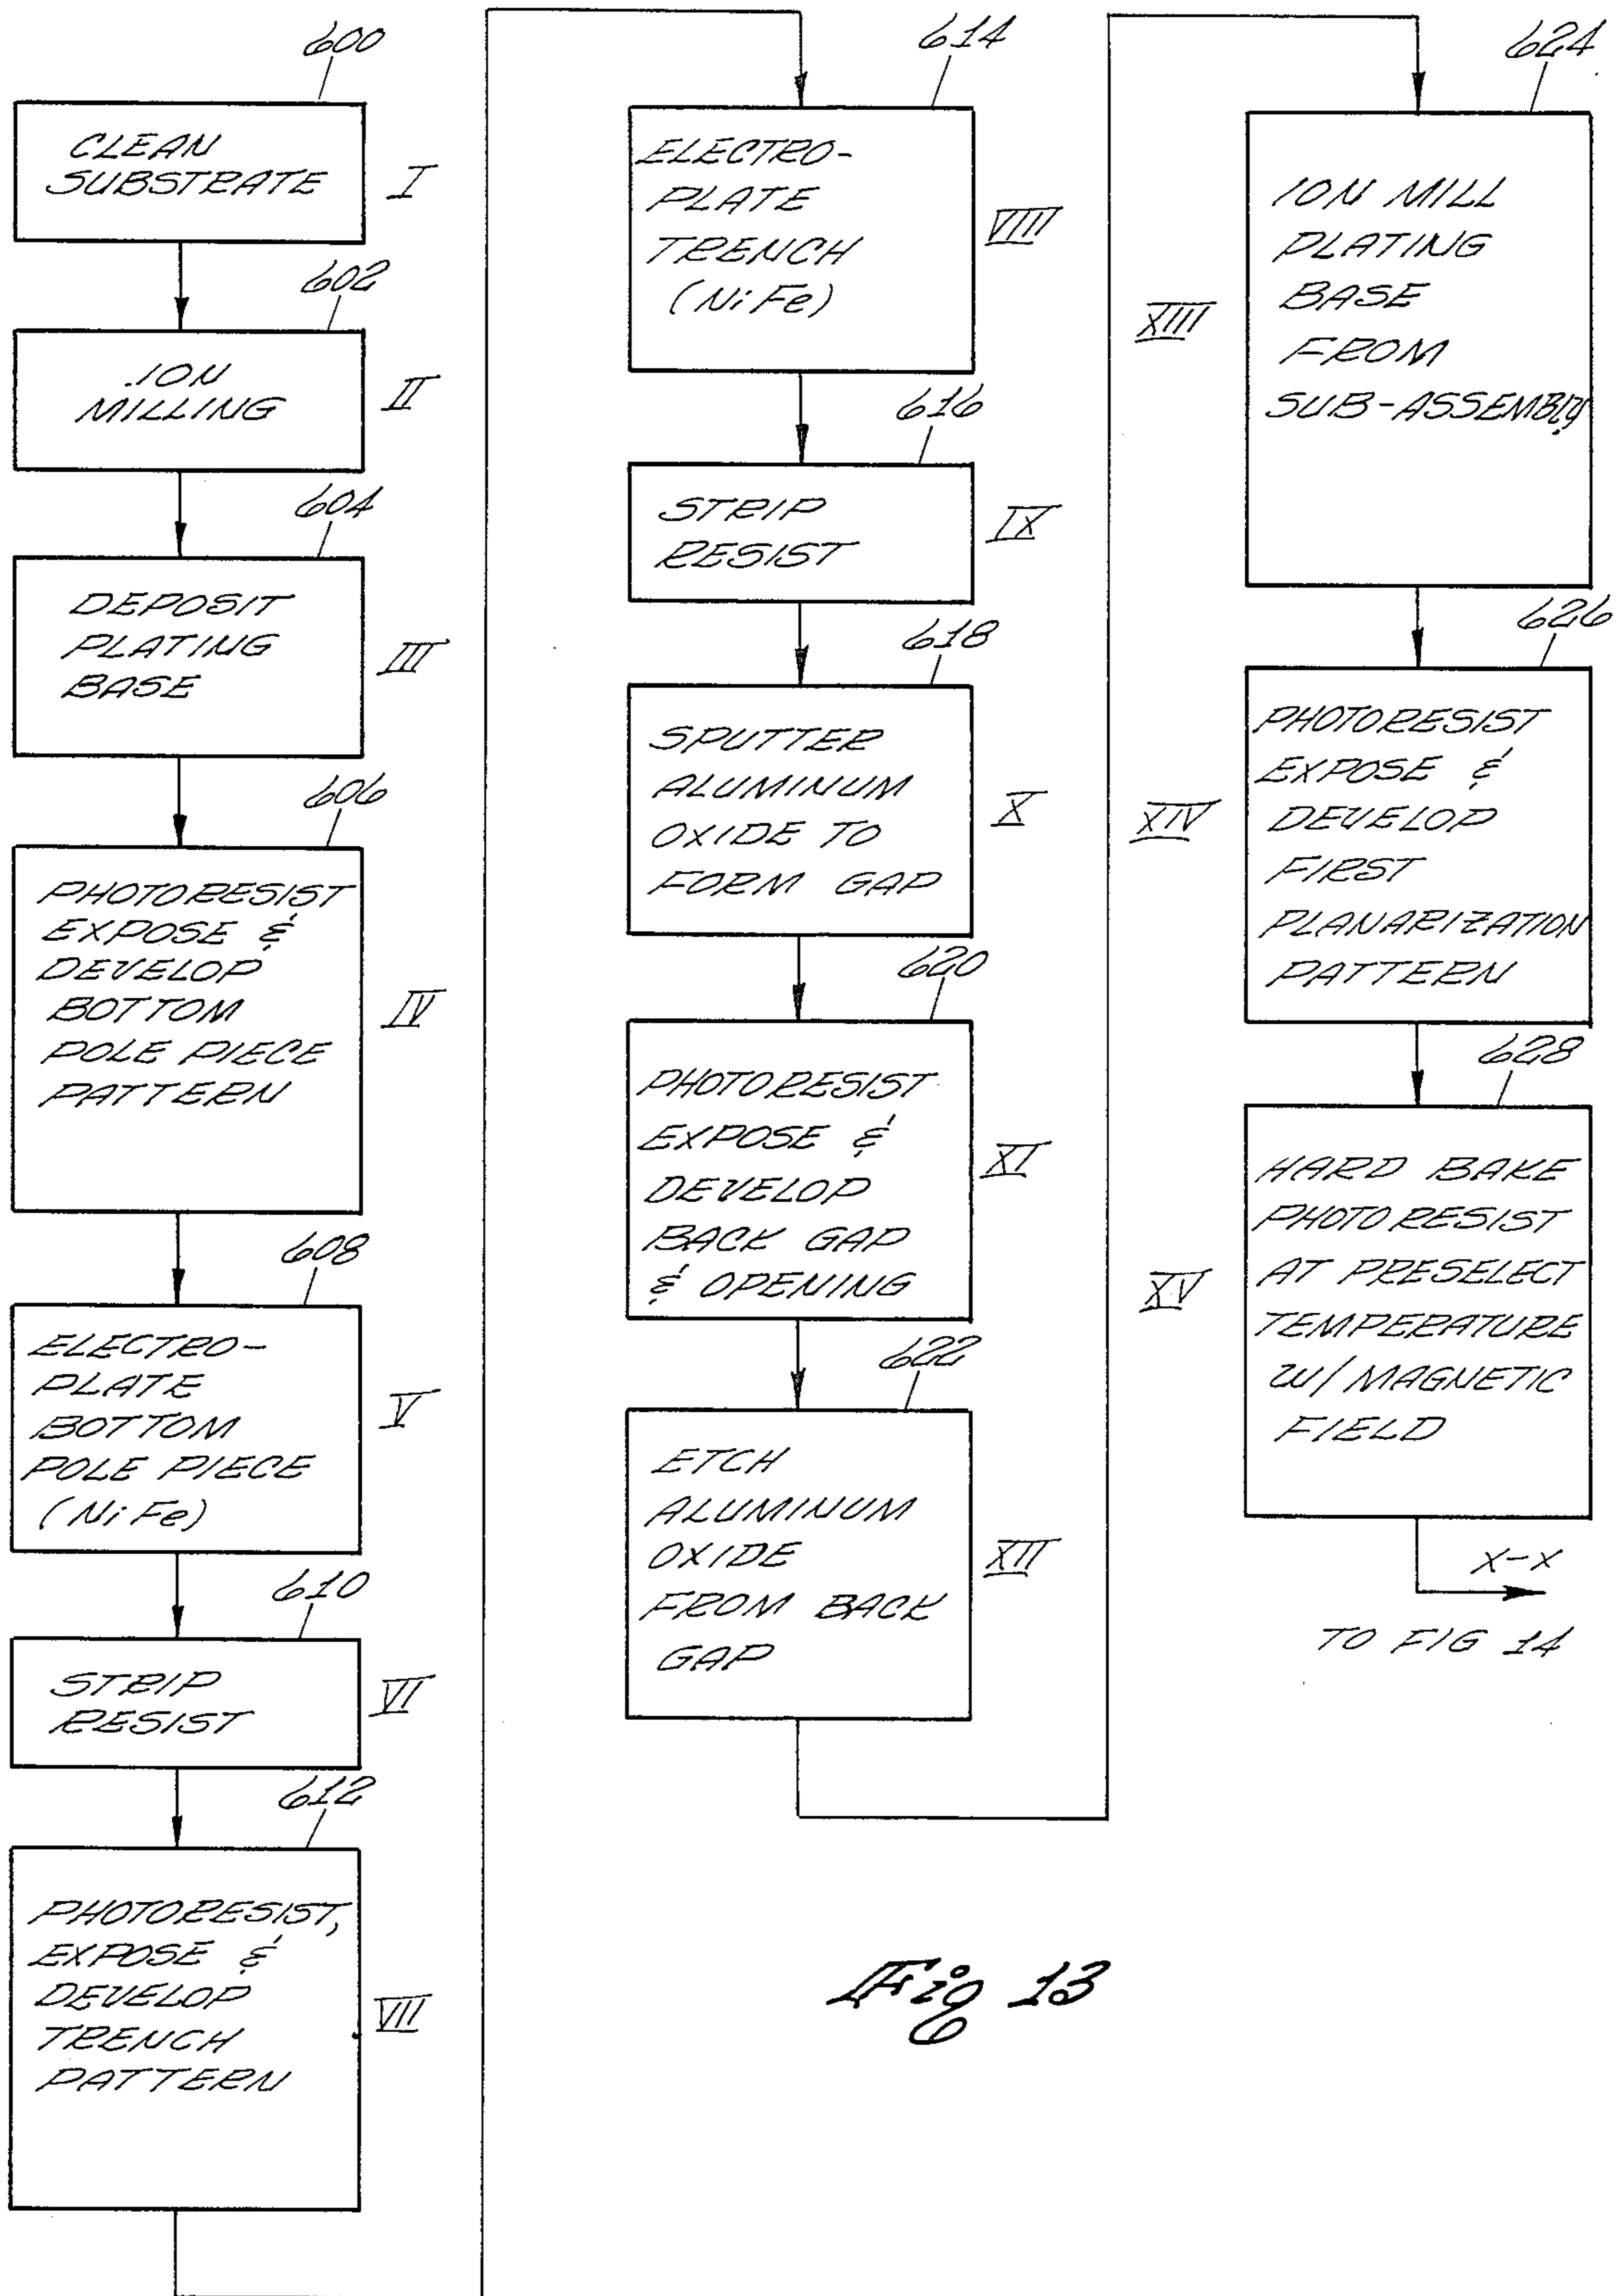 600
CLEAN
SUBSTRATE
I
602
ION
MILLING
II
604
DEPOSIT
PLATING
BASE
III
606
PHOTORESIST
EXPOSE &
DEVELOP
BOTTOM
POLE PIECE
PATTERN
IV
608
ELECTRO-
PLATE
BOTTOM
POLE PIECE
(NiFe)
V
610
STRIP
RESIST
VI
612
PHOTORESIST,
EXPOSE &
DEVELOP
TRENCH
PATTERN
VII
614
ELECTRO-
PLATE
TRENCH
(NiFe)
VIII
616
STRIP
RESIST
IX
618
SPUTTER
ALUMINUM
OXIDE TO
FORM GAP
X
620
PHOTORESIST
EXPOSE &
DEVELOP
BACK GAP
& OPENING
XI
622
ETCH
ALUMINUM
OXIDE
FROM BACK
GAP
XII
624
ION MILL
PLATING
BASE
FROM
SUB-ASSEMBLY
XIII
626
PHOTORESIST
EXPOSE &
DEVELOP
FIRST
PLANARIZATION
PATTERN
XIV
628
HARD BAKE
PHOTO RESIST
AT PRESELECT
TEMPERATURE
W/ MAGNETIC
FIELD
XV
X-X
TO FIG 14
Fig 13